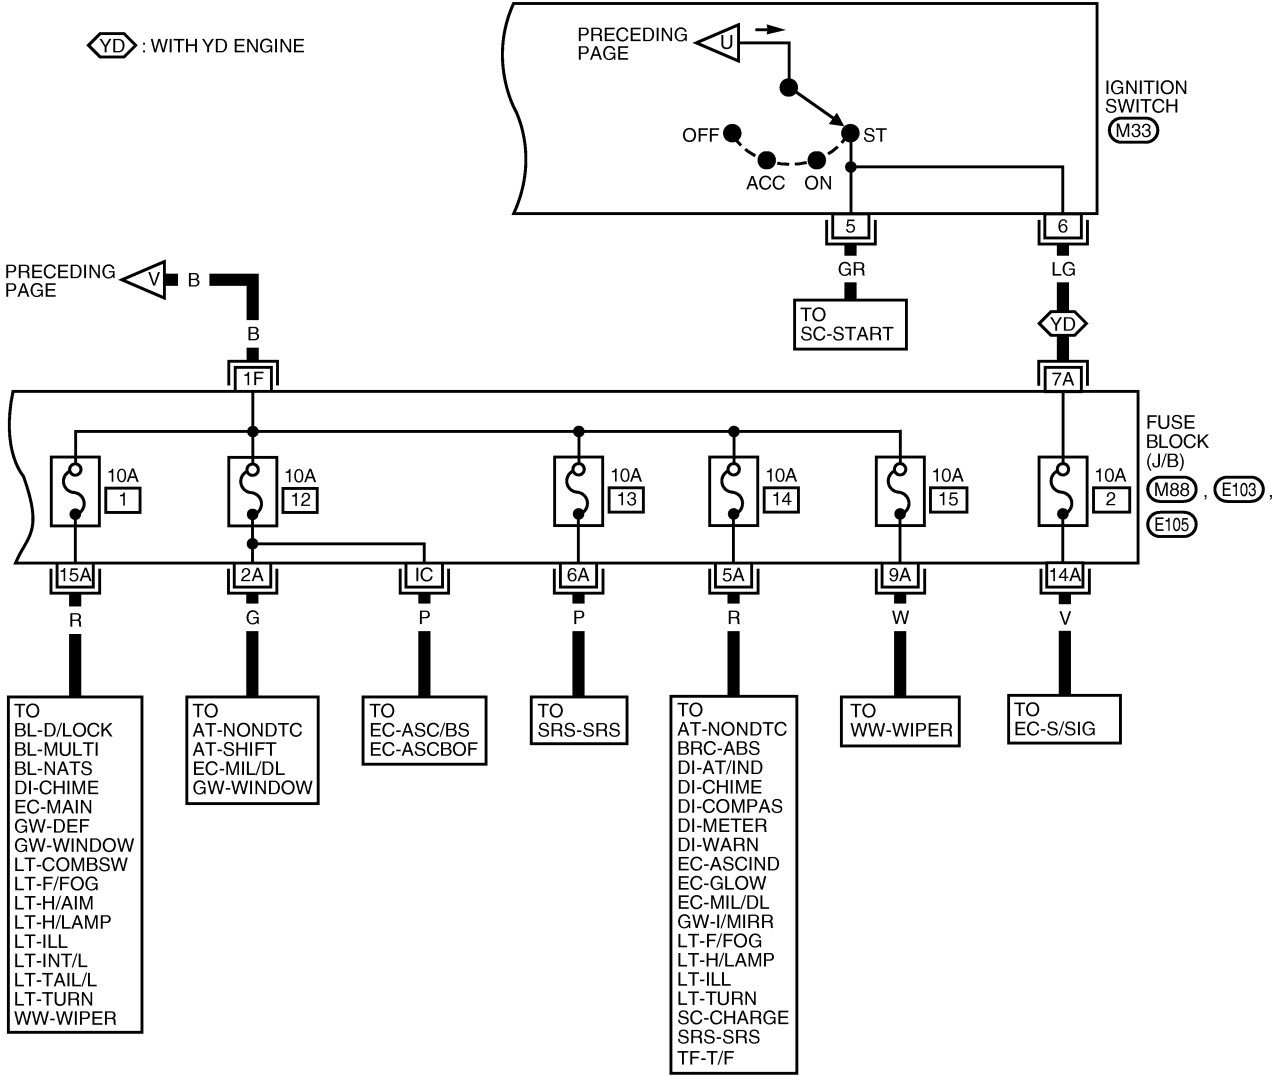 YD : WITH YD ENGINE
PRECEDING
PAGE
U
IGNITION
SWITCH
M33
OFF
ST
ACC
ON
5
6
GR
LG
TO
SC-START
YD
PRECEDING
PAGE
V
B
B
1F
7A
FUSE
BLOCK
(J/B)
M88 , E103 ,
E105
10A
1
10A
12
10A
13
10A
14
10A
15
10A
2
15A
2A
IC
6A
5A
9A
14A
R
G
P
P
R
W
V
TO
BL-D/LOCK
BL-MULTI
BL-NATS
DI-CHIME
EC-MAIN
GW-DEF
GW-WINDOW
LT-COMBSW
LT-F/FOG
LT-H/AIM
LT-H/LAMP
LT-ILL
LT-INT/L
LT-TAIL/L
LT-TURN
WW-WIPER
TO
AT-NONDTC
AT-SHIFT
EC-MIL/DL
GW-WINDOW
TO
EC-ASC/BS
EC-ASCBOF
TO
SRS-SRS
TO
AT-NONDTC
BRC-ABS
DI-AT/IND
DI-CHIME
DI-COMPAS
DI-METER
DI-WARN
EC-ASCIND
EC-GLOW
EC-MIL/DL
GW-I/MIRR
LT-F/FOG
LT-H/LAMP
LT-ILL
LT-TURN
SC-CHARGE
SRS-SRS
TF-T/F
TO
WW-WIPER
TO
EC-S/SIG